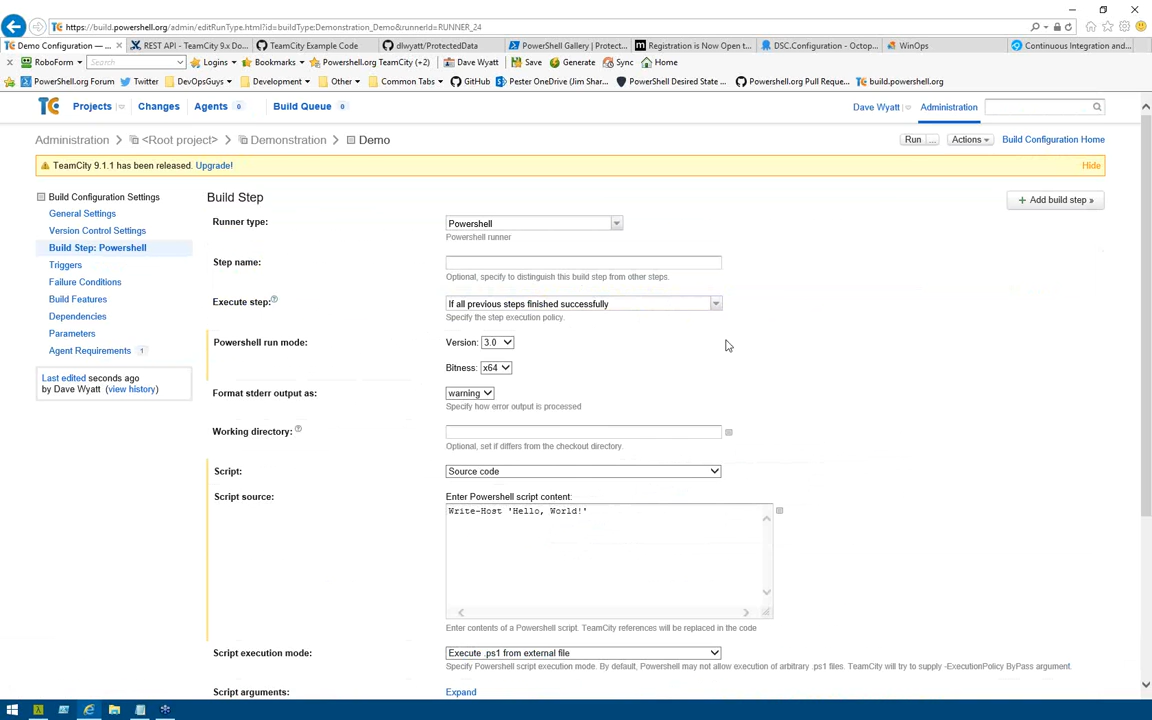 https://build.powershell.org/admin/editRunType.html?id=buildType:Demonstration_Demo&runnerId=RUNNER_24
Demo Configuration — ...
REST API - TeamCity 9.x Do...
TeamCity Example Code
dlwyatt/ProtectedData
PowerShell Gallery | Protect...
Registration is Now Open t...
DSC.Configuration - Octop...
WinOps
Continuous Integration and...
RoboForm
Search
Logins
Bookmarks
Powershell.org TeamCity (+2)
Dave Wyatt
Save
Generate
Sync
Home
PowerShell.org Forum
Twitter
DevOpsGuys
Development
Other
Common Tabs
GitHub
Pester OneDrive (Jim Shar...
PowerShell Desired State ...
Powershell.org Pull Reque...
build.powershell.org
TC
Projects
Changes
Agents 0
Build Queue 0
Dave Wyatt
Administration
Administration
<Root project>
Demonstration
Demo
Run ...
Actions
Build Configuration Home
TeamCity 9.1.1 has been released. Upgrade!
Hide
Build Configuration Settings
General Settings
Version Control Settings
Build Step: Powershell
Triggers
Failure Conditions
Build Features
Dependencies
Parameters
Agent Requirements 1
Last edited seconds ago
by Dave Wyatt (view history)
Build Step
+ Add build step »
Runner type:
Powershell
Powershell runner
Step name:
Optional, specify to distinguish this build step from other steps.
Execute step:
If all previous steps finished successfully
Specify the step execution policy.
Powershell run mode:
Version: 3.0
Bitness: x64
Format stderr output as:
warning
Specify how error output is processed
Working directory:
Optional, set if differs from the checkout directory.
Script:
Source code
Script source:
Enter Powershell script content:
Write-Host 'Hello, World!'
Enter contents of a Powershell script. TeamCity references will be replaced in the code
Script execution mode:
Execute .ps1 from external file
Specify Powershell script execution mode. By default, Powershell may not allow execution of arbitrary .ps1 files. TeamCity will try to supply -ExecutionPolicy ByPass argument.
Script arguments:
Expand